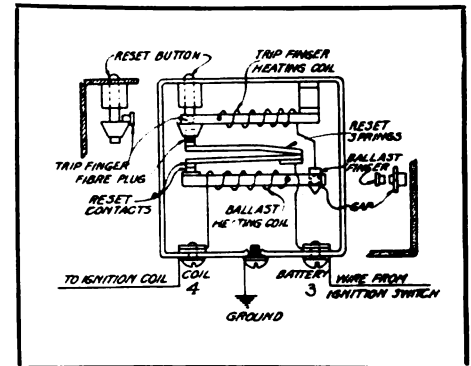 RESET BUTTON
TRIP FINGER
HEATING COIL
RESET
SPRINGS
BALLAST
FINGER
TRIP FINGER
FIBRE PLUG
RESET
CONTACTS
BALLAST
HEATING COIL
GAP
TO IGNITION COIL
COIL
4
BATTERY
3
WIRE FROM
IGNITION SWITCH
GROUND